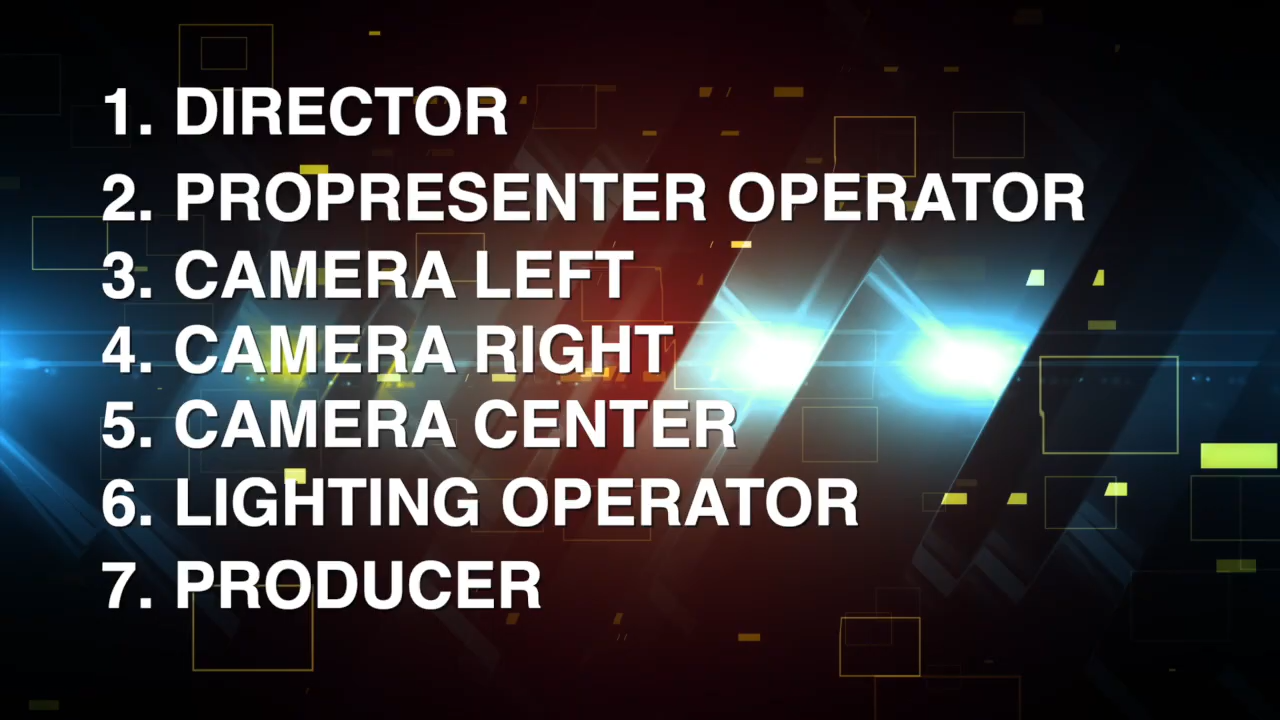 1. DIRECTOR
2. PROPRESENTER OPERATOR
3. CAMERA LEFT
4. CAMERA RIGHT
5. CAMERA CENTER
6. LIGHTING OPERATOR
7. PRODUCER